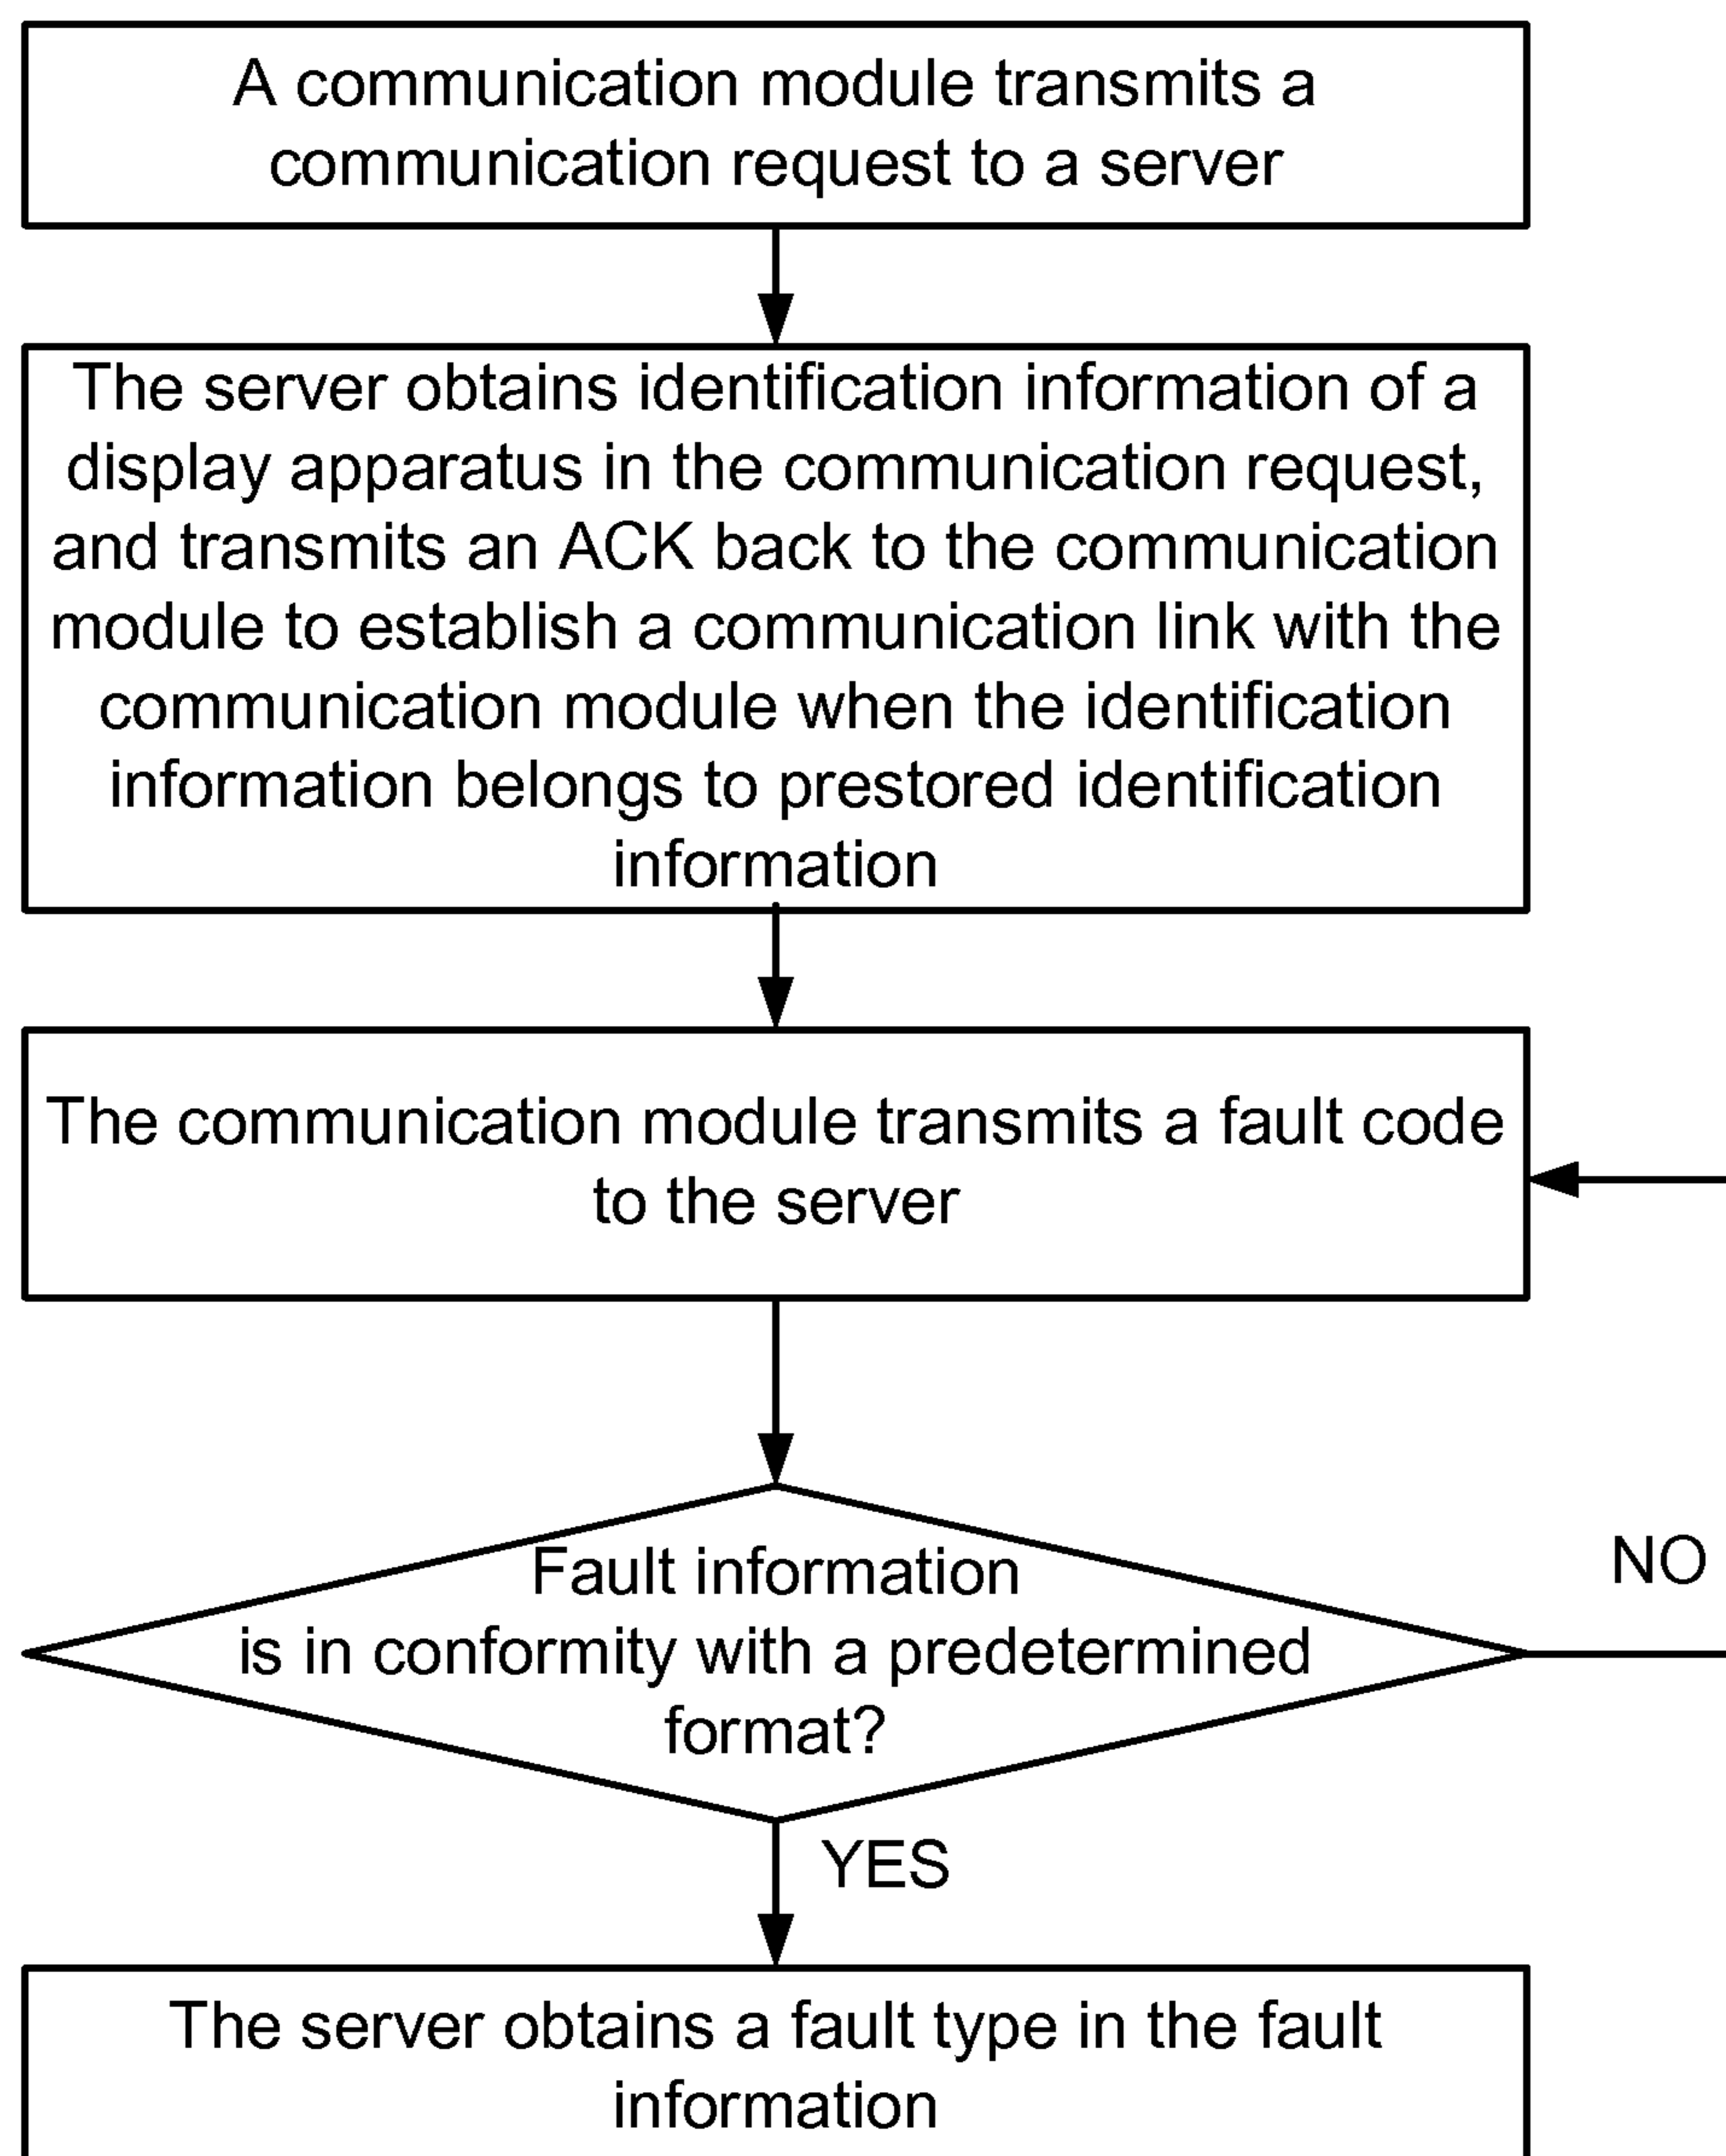 A communication module transmits a
communication request to a server
The server obtains identification information of a
display apparatus in the communication request,
and transmits an ACK back to the communication
module to establish a communication link with the
communication module when the identification
information belongs to prestored identification
information
The communication module transmits a fault code
to the server
Fault information
is in conformity with a predetermined
format?
NO
YES
The server obtains a fault type in the fault
information